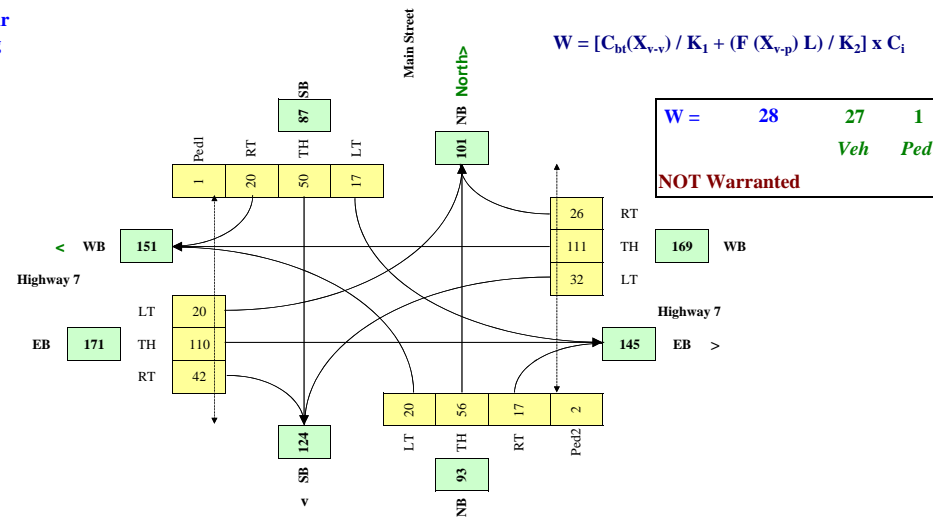 W = [Cbt(Xv-v) / K1 + (F (Xv-p) L) / K2] x Ci
Main Street
North>
W = 28 27 1
Veh Ped
NOT Warranted
SB
87
NB
101
Ped1 RT TH LT
1 20 50 17
26 RT
< WB 151
111 TH 169 WB
Highway 7
32 LT
LT 20
Highway 7
EB 171 TH 110
145 EB >
RT 42
20 56 17 2
LT TH RT Ped2
124
SB
v
93
NB